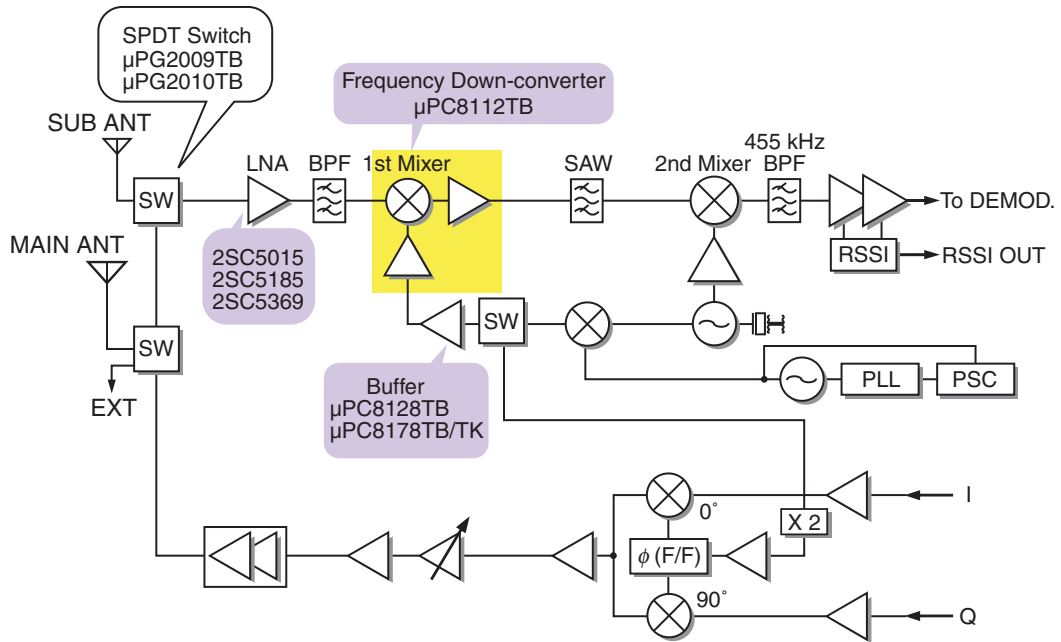 SPDT Switch
µPG2009TB
µPG2010TB
Frequency Down-converter
µPC8112TB
SUB ANT
LNA
BPF
1st Mixer
SAW
2nd Mixer
455 kHz
BPF
SW
To DEMOD.
2SC5015
2SC5185
2SC5369
RSSI
RSSI OUT
MAIN ANT
SW
SW
EXT
Buffer
µPC8128TB
µPC8178TB/TK
PLL
PSC
I
0°
X 2
ϕ (F/F)
90°
Q